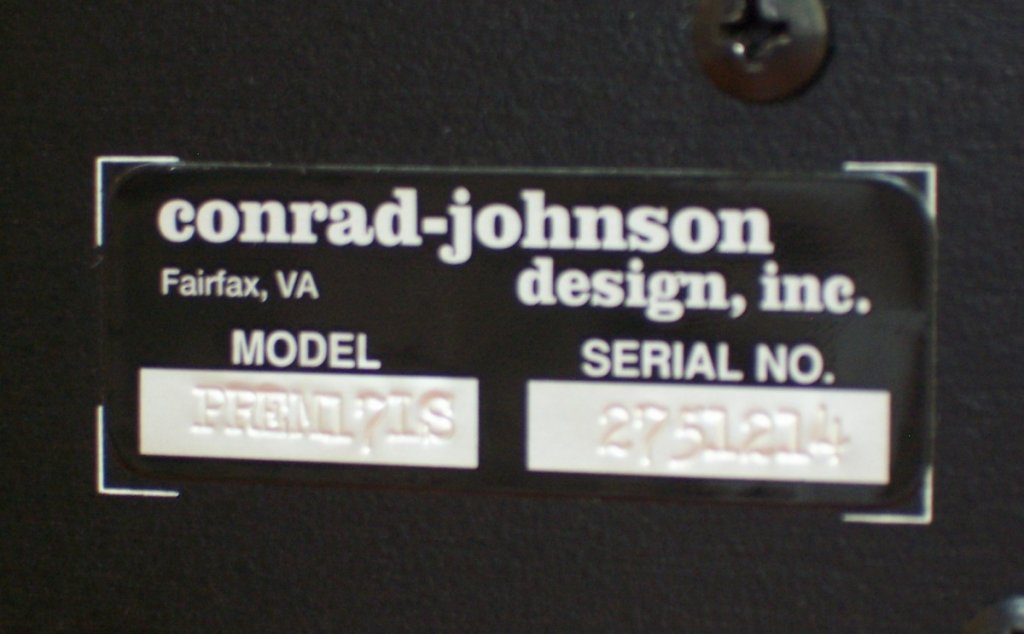 conrad-johnson
Fairfax, VA
design, inc.
MODEL
SERIAL NO.
PREM17LS
2751214